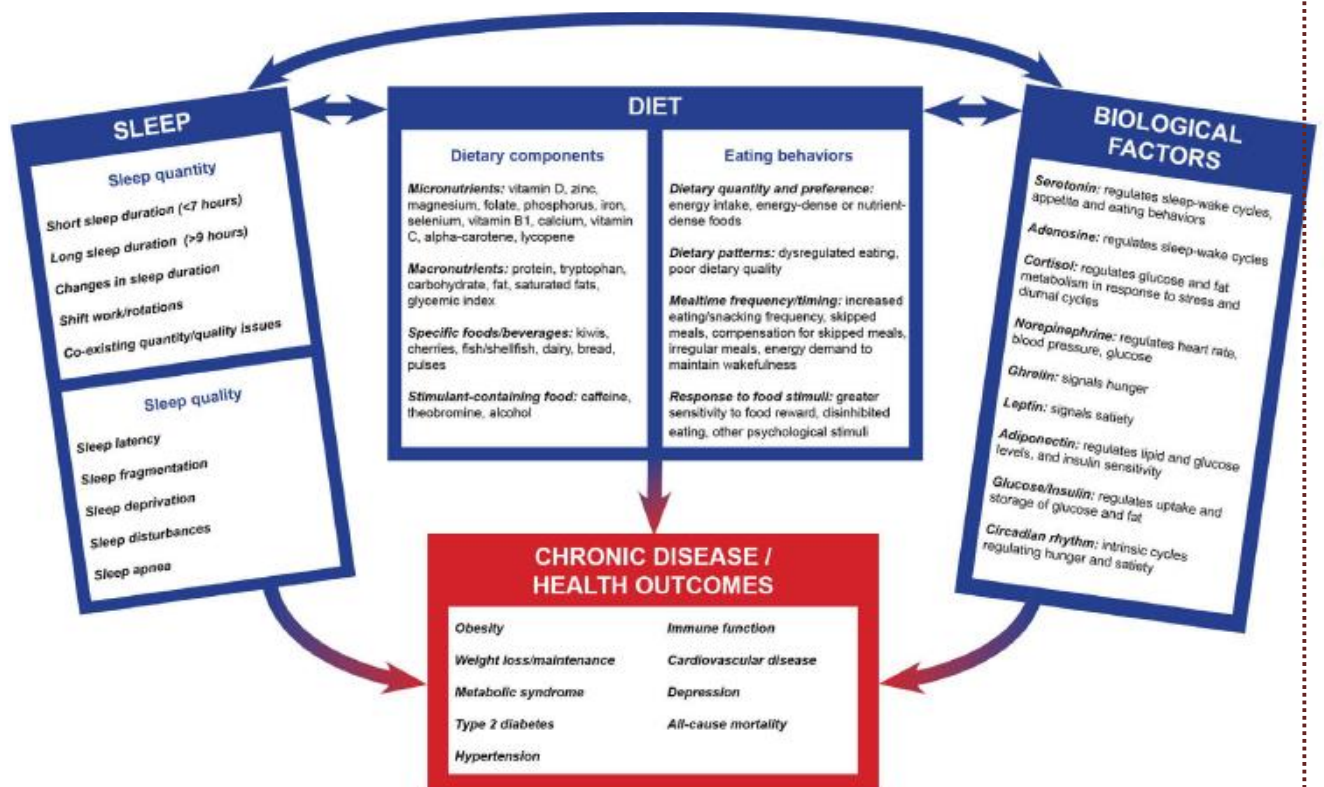 SLEEP
Sleep quantity
Short sleep duration (<7 hours)
Long sleep duration (>9 hours)
Changes in sleep duration
Shift work/rotations
Co-existing quantity/quality issues
Sleep quality
Sleep latency
Sleep fragmentation
Sleep deprivation
Sleep disturbances
Sleep apnea
DIET
Dietary components
Micronutrients: vitamin D, zinc,
magnesium, folate, phosphorus, iron,
selenium, vitamin B1, calcium, vitamin
C, alpha-carotene, lycopene
Macronutrients: protein, tryptophan,
carbohydrate, fat, saturated fats,
glycemic index
Specific foods/beverages: kiwis,
cherries, fish/shellfish, dairy, bread,
pulses
Stimulant-containing food: caffeine,
theobromine, alcohol
Eating behaviors
Dietary quantity and preference:
energy intake, energy-dense or nutrient-
dense foods
Dietary patterns: dysregulated eating,
poor dietary quality
Mealtime frequency/timing: increased
eating/snacking frequency, skipped
meals, compensation for skipped meals,
irregular meals, energy demand to
maintain wakefulness
Response to food stimuli: greater
sensitivity to food reward, disinhibited
eating, other psychological stimuli
BIOLOGICAL
FACTORS
Serotonin: regulates sleep-wake cycles,
appetite and eating behaviors
Adenosine: regulates sleep-wake cycles
Cortisol: regulates glucose and fat
metabolism in response to stress and
diurnal cycles
Norepinephrine: regulates heart rate,
blood pressure, glucose
Ghrelin: signals hunger
Leptin: signals satiety
Adiponectin: regulates lipid and glucose
levels, and insulin sensitivity
Glucose/Insulin: regulates uptake and
storage of glucose and fat
Circadian rhythm: intrinsic cycles
regulating hunger and satiety
CHRONIC DISEASE /
HEALTH OUTCOMES
Obesity
Weight loss/maintenance
Metabolic syndrome
Type 2 diabetes
Hypertension
Immune function
Cardiovascular disease
Depression
All-cause mortality